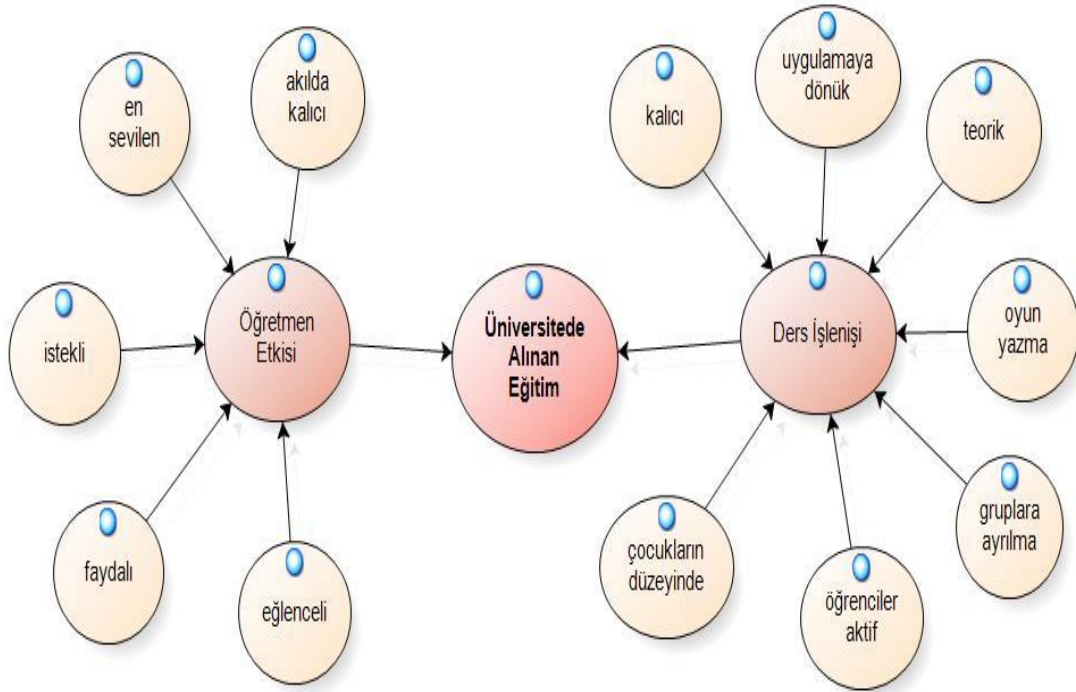 en
sevilen
akılda
kalıcı
istekli
faydalı
eğlenceli
Öğretmen
Etkisi
Üniversitede
Alınan
Eğitim
Ders İşlenişi
kalıcı
uygulamaya
dönük
teorik
oyun
yazma
gruplara
ayrılma
öğrenciler
aktif
çocukların
düzeyinde